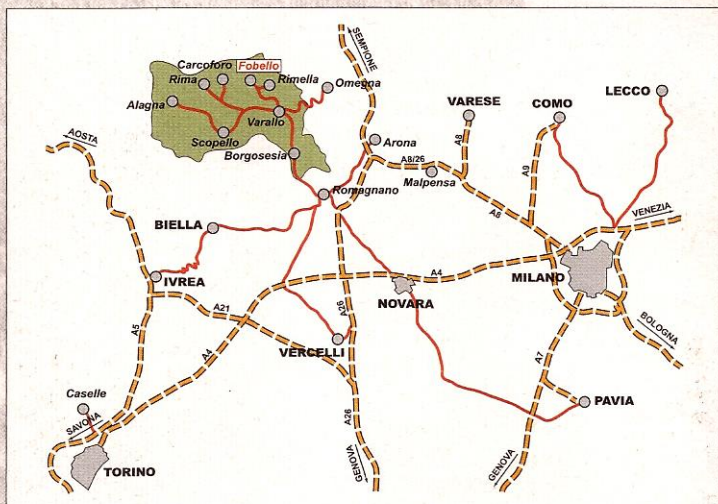 SEMPIONE
Carcoforo
Fobello
Rima
Rimella
Omegna
Alagna
Varallo
Scopello
Borgosesia
Arona
VARESE
COMO
LECCO
A8
A9
A8/26
Malpensa
A8
AOSTA
Romagnano
VENEZIA
BIELLA
IVREA
A4
MILANO
NOVARA
A21
A26
A5
A4
VERCELLI
BOLOGNA
A7
Caselle
SAVONA
A26
PAVIA
TORINO
GENOVA
GENOVA